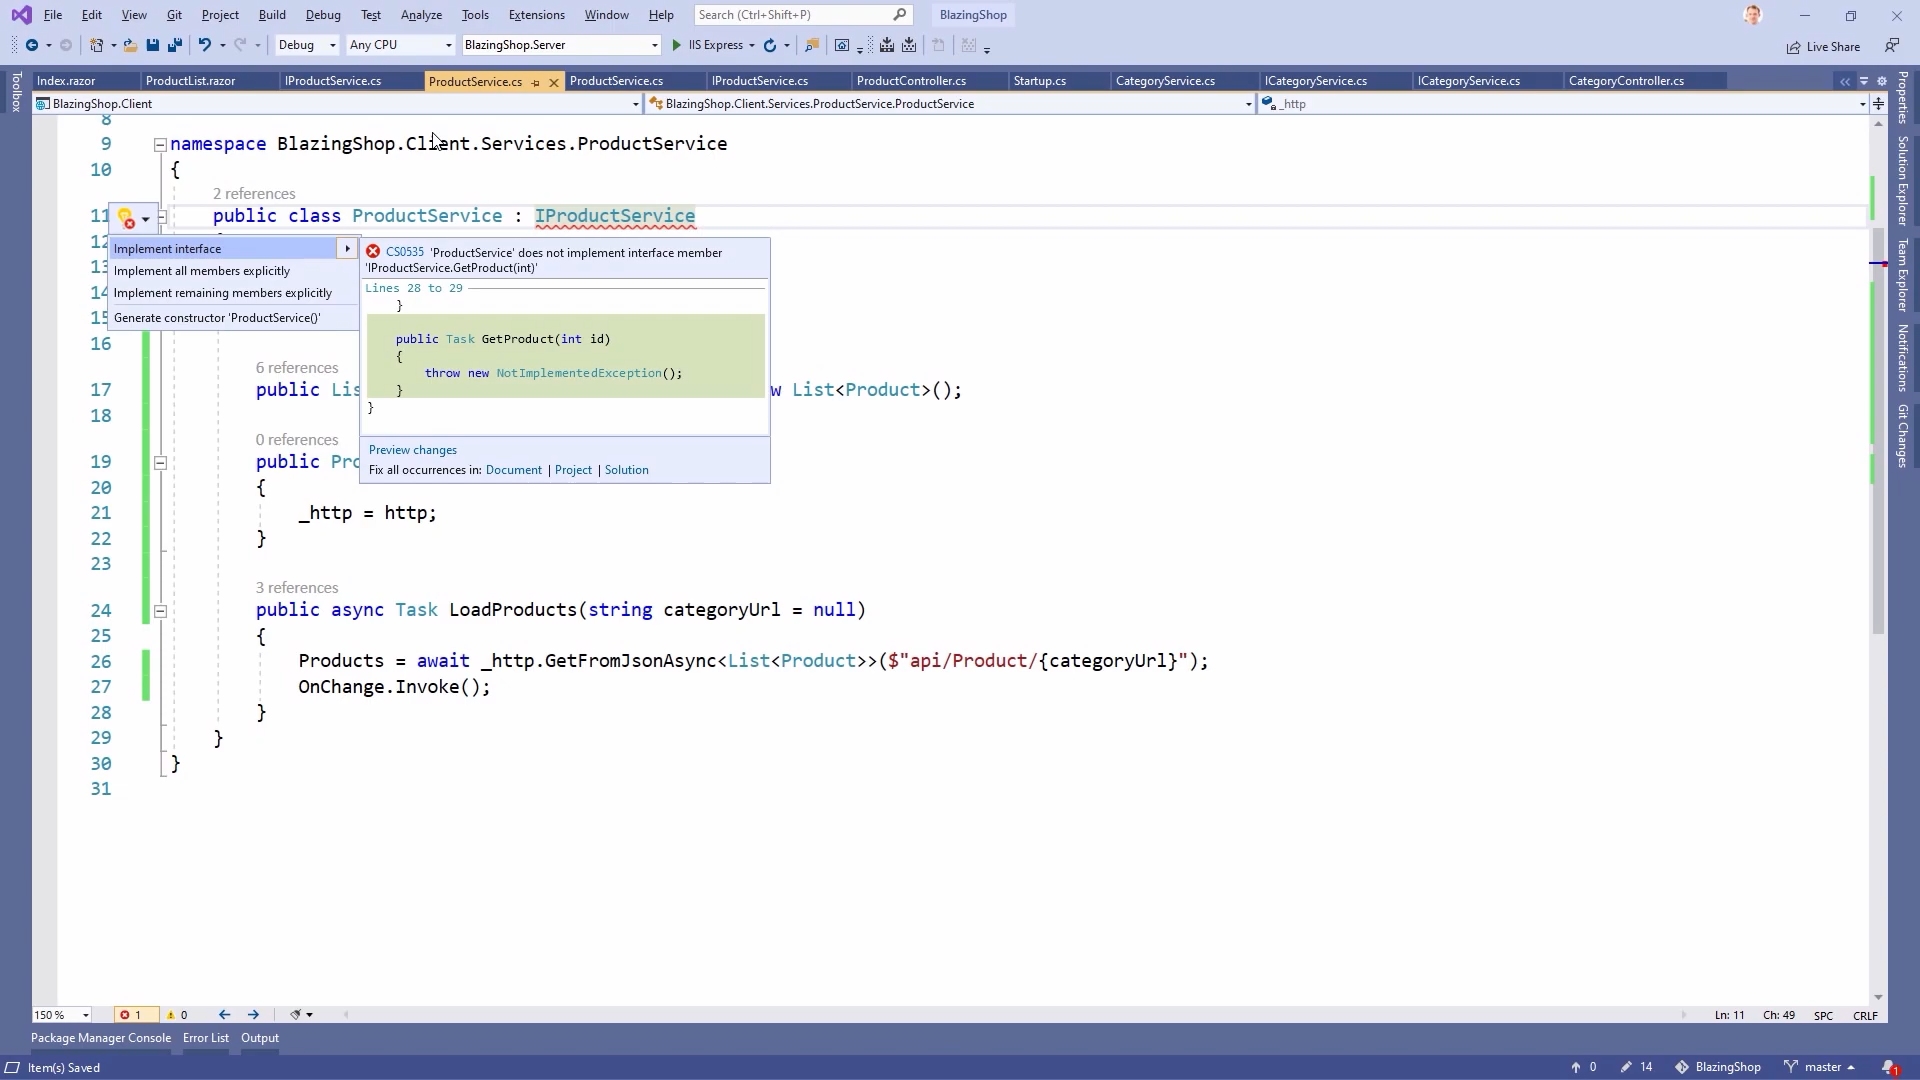 File Edit View Git Project Build Debug Test Analyze Tools Extensions Window Help Search (Ctrl+Shift+P) BlazingShop
Debug Any CPU BlazingShop.Server IIS Express Live Share
Toolbox
Index.razor ProductList.razor IProductService.cs ProductService.cs ProductService.cs IProductService.cs ProductController.cs Startup.cs CategoryService.cs ICategoryService.cs ICategoryService.cs CategoryController.cs
BlazingShop.Client BlazingShop.Client.Services.ProductService.ProductService _http
8
9 namespace BlazingShop.Client.Services.ProductService
10 {
2 references
11 public class ProductService : IProductService
12
13
14
15
Implement interface
Implement all members explicitly
Implement remaining members explicitly
Generate constructor 'ProductService()'
CS0535 'ProductService' does not implement interface member
'IProductService.GetProduct(int)'
Lines 28 to 29
}
public Task GetProduct(int id)
{
throw new NotImplementedException();
}
}
Preview changes
Fix all occurrences in: Document | Project | Solution
16
6 references
17 public Lis w List<Product>();
18
0 references
19 public Pro
20 {
21 _http = http;
22 }
23
3 references
24 public async Task LoadProducts(string categoryUrl = null)
25 {
26 Products = await _http.GetFromJsonAsync<List<Product>>($"api/Product/{categoryUrl}");
27 OnChange.Invoke();
28 }
29 }
30 }
31
Properties
Solution Explorer
Team Explorer
Notifications
Git Changes
150 % 1 0 Ln: 11 Ch: 49 SPC CRLF
Package Manager Console Error List Output
Item(s) Saved 0 14 BlazingShop master 1